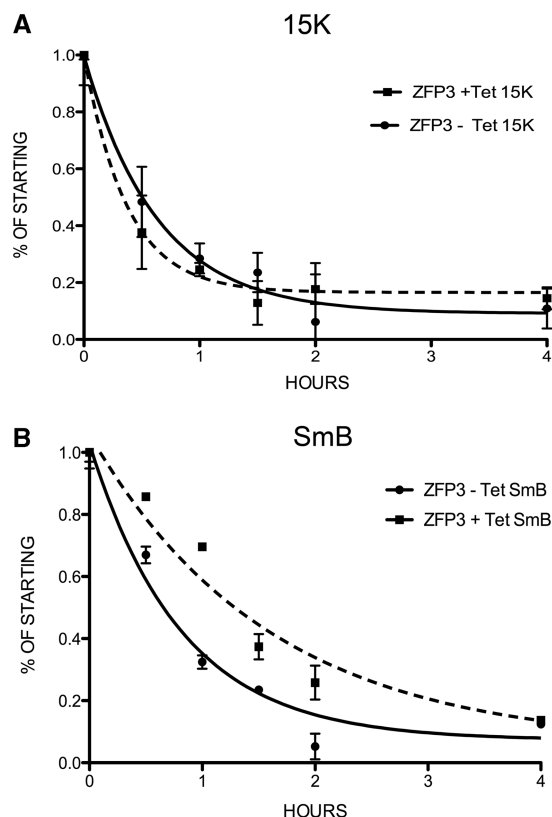 A
15K
1.0
0.8
0.6
0.4
0.2
0.0
% OF STARTING
ZFP3 +Tet 15K
ZFP3 - Tet 15K
0 1 2 3 4
HOURS
B
SmB
1.0
0.8
0.6
0.4
0.2
0.0
% OF STARTING
ZFP3 - Tet SmB
ZFP3 + Tet SmB
0 1 2 3 4
HOURS